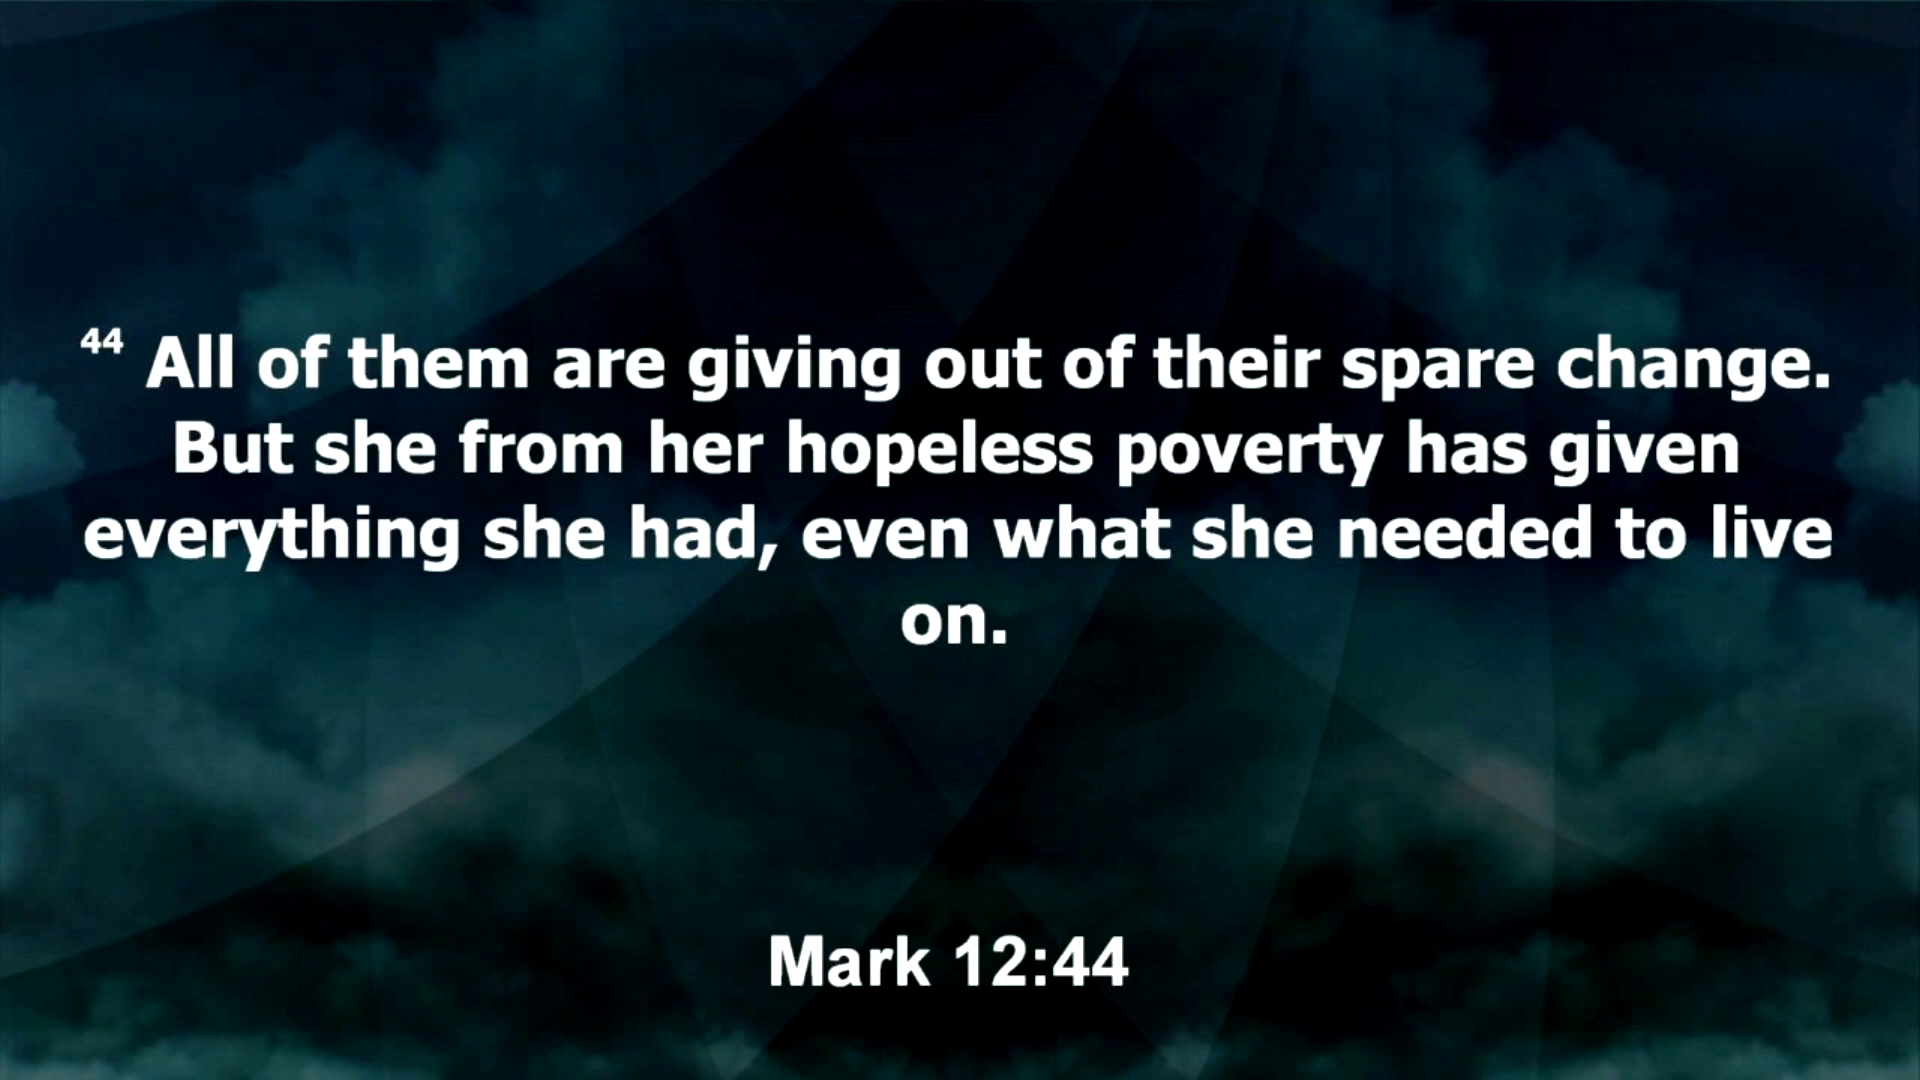 44 All of them are giving out of their spare change.
But she from her hopeless poverty has given
everything she had, even what she needed to live
on.
Mark 12:44